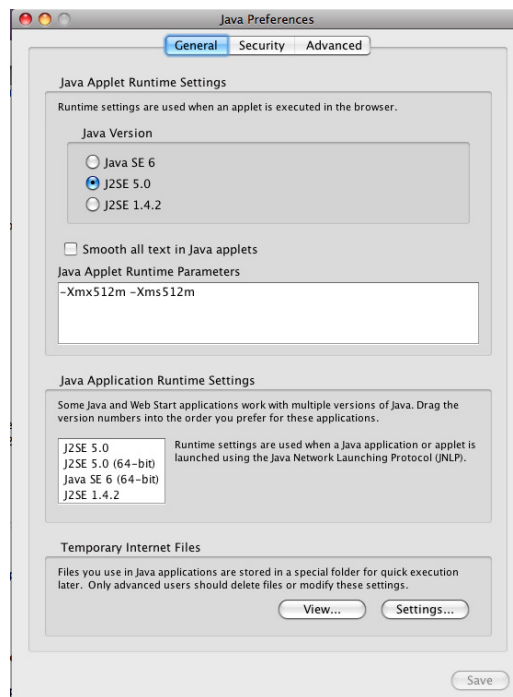 Java Preferences
General Security Advanced
Java Applet Runtime Settings
Runtime settings are used when an applet is executed in the browser.
Java Version
Java SE 6
J2SE 5.0
J2SE 1.4.2
Smooth all text in Java applets
Java Applet Runtime Parameters
-Xmx512m -Xms512m
Java Application Runtime Settings
Some Java and Web Start applications work with multiple versions of Java. Drag the
version numbers into the order you prefer for these applications.
J2SE 5.0
J2SE 5.0 (64-bit)
Java SE 6 (64-bit)
J2SE 1.4.2
Runtime settings are used when a Java application or applet is
launched using the Java Network Launching Protocol (JNLP).
Temporary Internet Files
Files you use in Java applications are stored in a special folder for quick execution
later. Only advanced users should delete files or modify these settings.
View... Settings...
Save